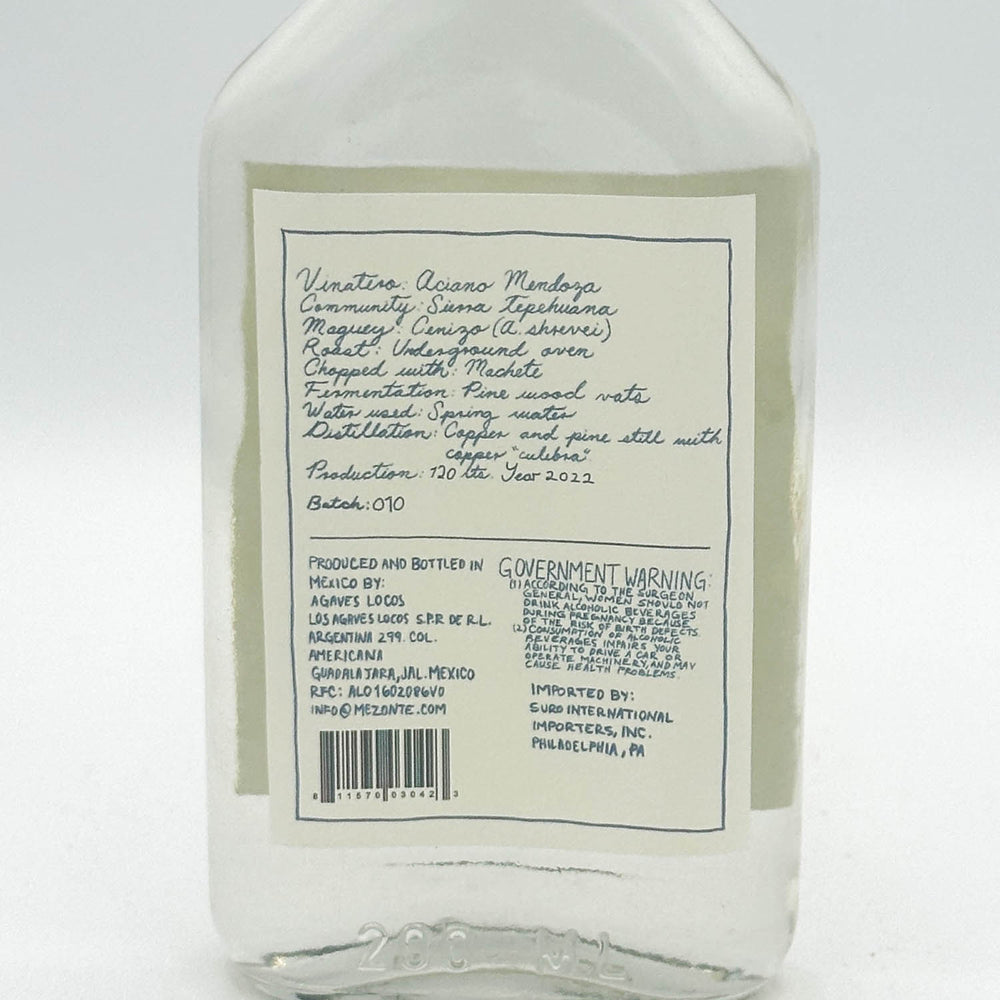 Vinatero: Aciano Mendoza
Community: Sierra Tepehuana
Maguey: Cenizo (A. shrevei)
Roast: Underground oven
Chopped with: Machete
Fermentation: Pine wood vats
Water used: Spring water
Distillation: Copper and pine still with
copper "culebra"
Production: 120 lts. Year 2022
Batch: 010
PRODUCED AND BOTTLED IN
MÉXICO BY:
AGAVES LOCOS
LOS AGAVES LOCOS S.P.R DE R.L.
ARGENTINA 299. COL.
AMERICANA
GUADALAJARA, JAL. MEXICO
RFC: ALO1602086V0
INFO@MEZONTE.COM
8 11570 03042 3
GOVERNMENT WARNING:
(1) ACCORDING TO THE SURGEON
GENERAL, WOMEN SHOULD NOT
DRINK ALCOHOLIC BEVERAGES
DURING PREGNANCY BECAUSE
OF THE RISK OF BIRTH DEFECTS.
(2) CONSUMPTION OF ALCOHOLIC
BEVERAGES IMPAIRS YOUR
ABILITY TO DRIVE A CAR OR
OPERATE MACHINERY, AND MAY
CAUSE HEALTH PROBLEMS.
IMPORTED BY:
SURO INTERNATIONAL
IMPORTERS, INC.
PHILADELPHIA, PA
200 ML